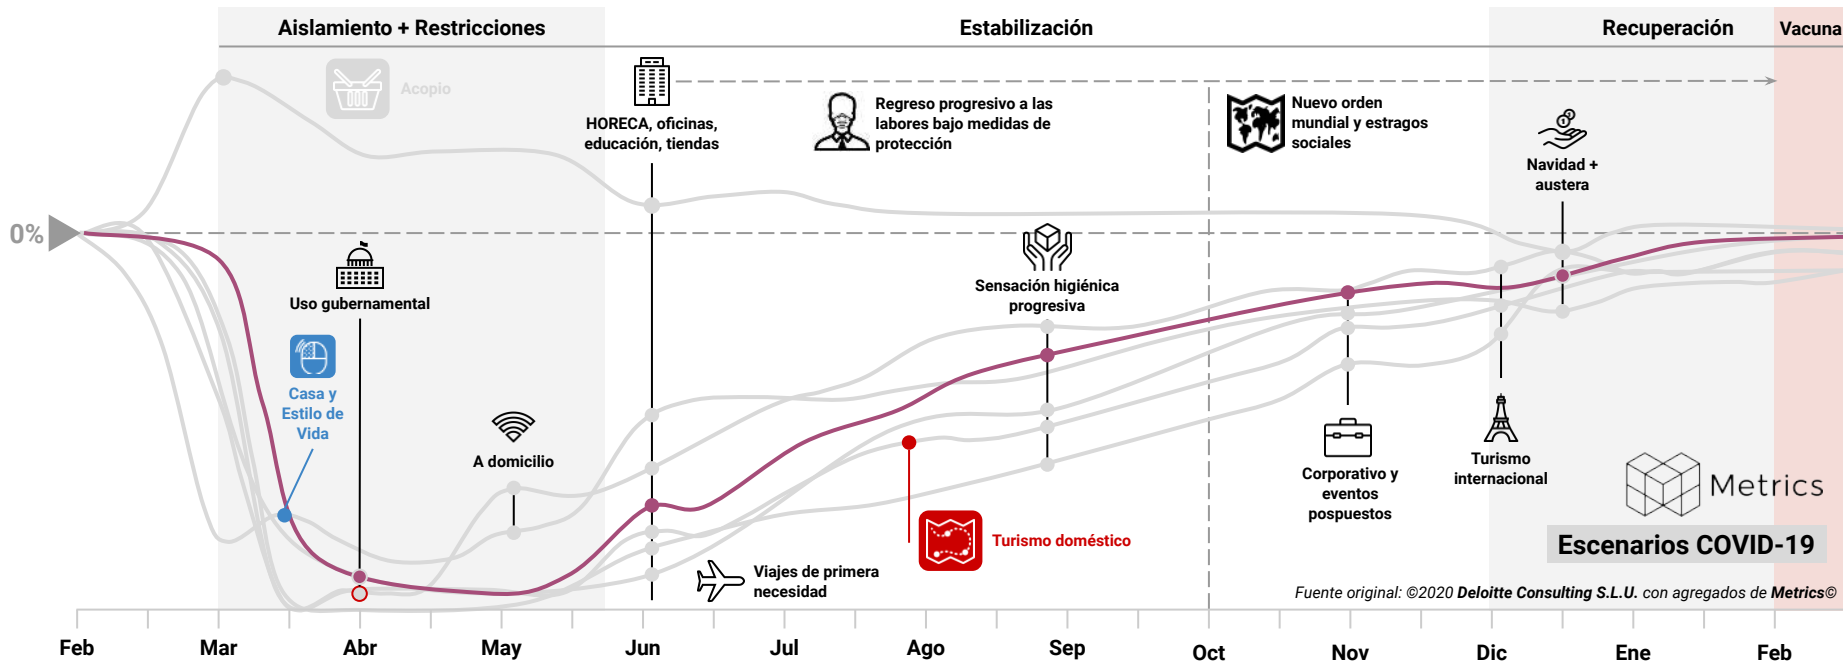 Aislamiento + Restricciones
Estabilización
Recuperación
Vacuna
Acopio
HORECA, oficinas,
educación, tiendas
Regreso progresivo a las
labores bajo medidas de
protección
Nuevo orden
mundial y estragos
sociales
Navidad +
austera
0%
Uso gubernamental
Sensación higiénica
progresiva
Casa y
Estilo de
Vida
A domicilio
Turismo doméstico
Viajes de primera
necesidad
Corporativo y
eventos
pospuestos
Turismo
internacional
Metrics
Escenarios COVID-19
Fuente original: ©2020 Deloitte Consulting S.L.U. con agregados de Metrics©
Feb Mar Abr May Jun Jul Ago Sep Oct Nov Dic Ene Feb